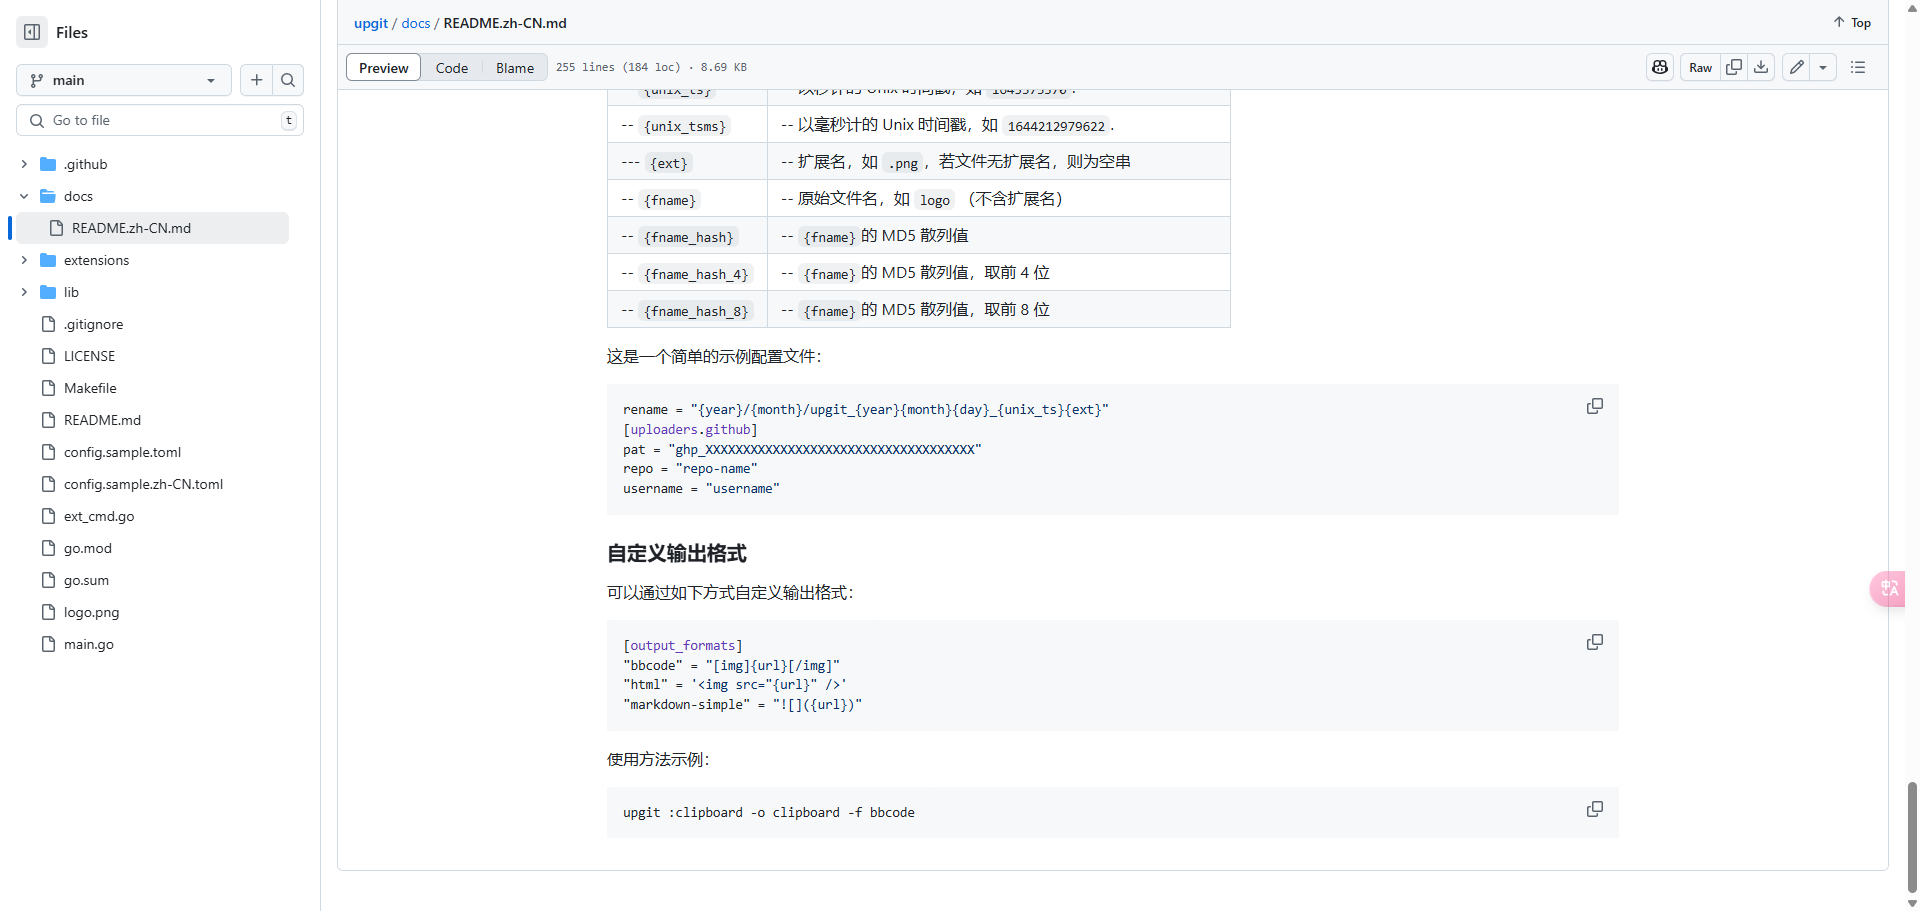 Files
main
Go to file
t
.github
docs
README.zh-CN.md
extensions
lib
.gitignore
LICENSE
Makefile
README.md
config.sample.toml
config.sample.zh-CN.toml
ext_cmd.go
go.mod
go.sum
logo.png
main.go
upgit / docs / README.zh-CN.md
Top
Preview Code Blame 255 lines (184 loc) · 8.69 KB
Raw
{unix_ts}
-- {unix_tsms} -- 以毫秒计的 Unix 时间戳，如 1644212979622 .
--- {ext} -- 扩展名，如 .png ，若文件无扩展名，则为空串
-- {fname} -- 原始文件名，如 logo （不含扩展名）
-- {fname_hash} -- {fname} 的 MD5 散列值
-- {fname_hash_4} -- {fname} 的 MD5 散列值，取前 4 位
-- {fname_hash_8} -- {fname} 的 MD5 散列值，取前 8 位
这是一个简单的示例配置文件：
rename = "{year}/{month}/upgit_{year}{month}{day}_{unix_ts}{ext}"
[uploaders.github]
pat = "ghp_XXXXXXXXXXXXXXXXXXXXXXXXXXXXXXXXXXXX"
repo = "repo-name"
username = "username"
自定义输出格式
可以通过如下方式自定义输出格式：
[output_formats]
"bbcode" = "[img]{url}[/img]"
"html" = '<img src="{url}" />'
"markdown-simple" = "![]({url})"
使用方法示例：
upgit :clipboard -o clipboard -f bbcode